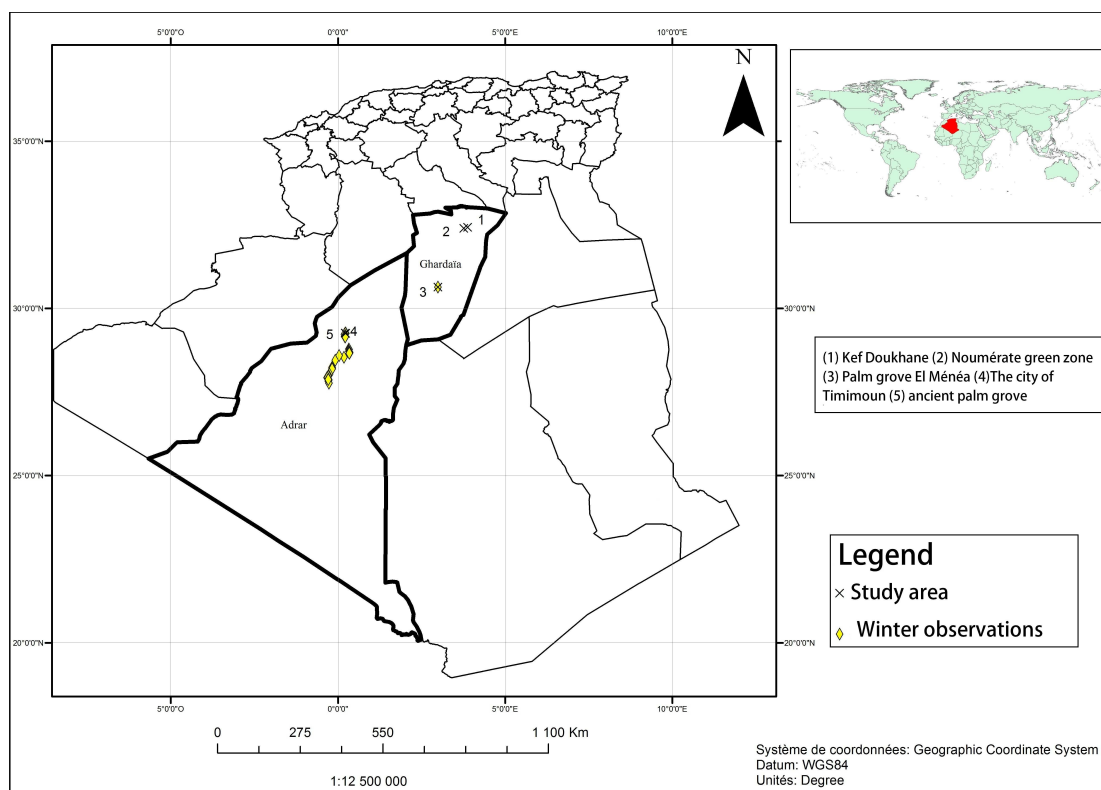 5°0'0"O 0°0'0" 5°0'0"E 10°0'0"E
N
35°0'0"N 35°0'0"N
1
2
Ghardaïa
3
30°0'0"N 30°0'0"N
5 4
(1) Kef Doukhane (2) Noumérate green zone
(3) Palm grove El Ménéa (4)The city of
Timimoun (5) ancient palm grove
Adrar
25°0'0"N 25°0'0"N
Legend
Study area
Winter observations
20°0'0"N 20°0'0"N
5°0'0"O 0°0'0" 5°0'0"E 10°0'0"E
0 275 550 1 100 Km
1:12 500 000
Système de coordonnées: Geographic Coordinate System
Datum: WGS84
Unités: Degree